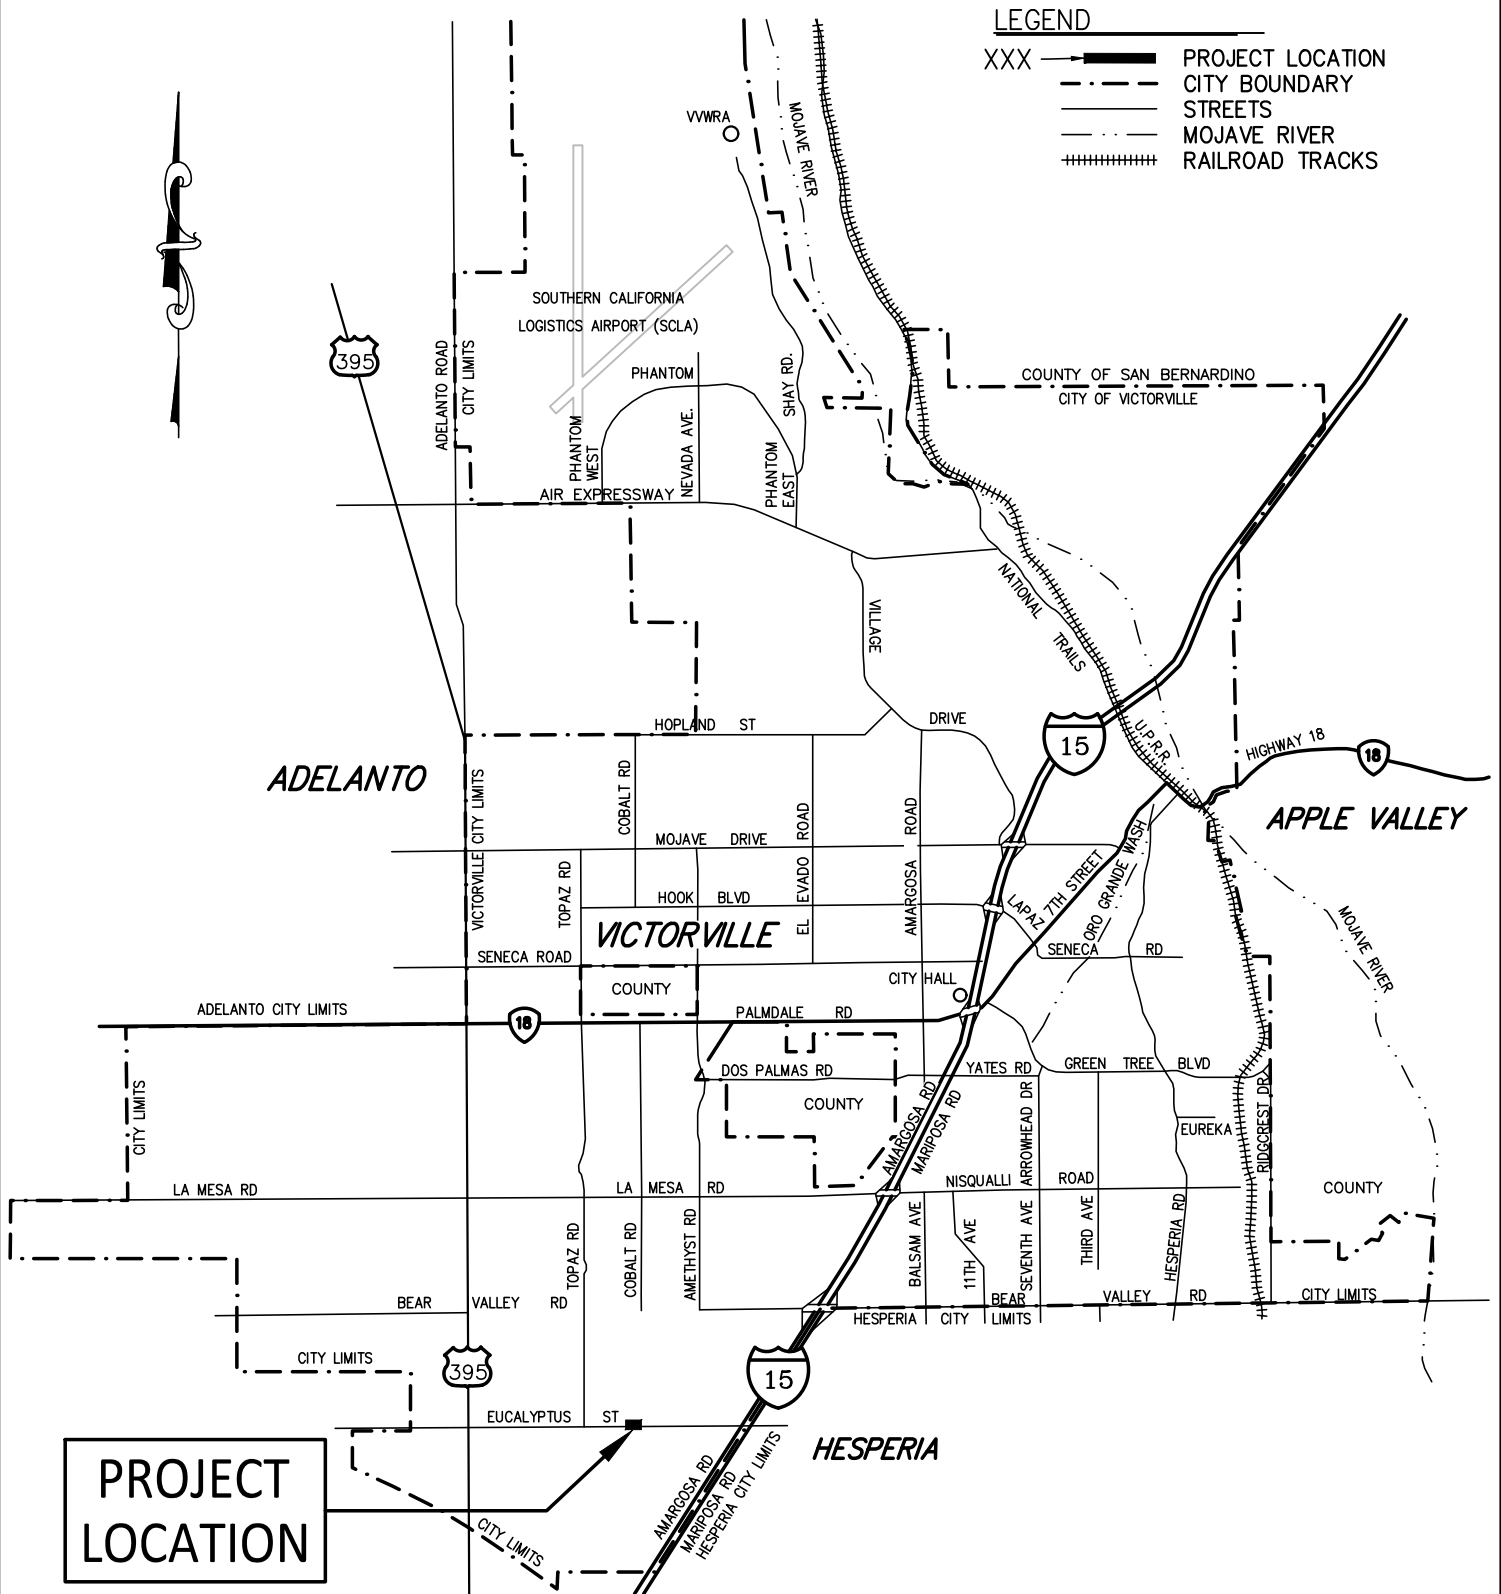 LEGEND
XXX
PROJECT LOCATION
CITY BOUNDARY
STREETS
MOJAVE RIVER
RAILROAD TRACKS
VVWRA
MOJAVE RIVER
SOUTHERN CALIFORNIA
LOGISTICS AIRPORT (SCLA)
395
ADELANTO ROAD
CITY LIMITS
PHANTOM
SHAY RD.
COUNTY OF SAN BERNARDINO
CITY OF VICTORVILLE
PHANTOM
WEST
NEVADA AVE.
PHANTOM
EAST
AIR EXPRESSWAY
NATIONAL TRAILS
VILLAGE
DRIVE
HOPLAND ST
15
U.P.R.R.
HIGHWAY 18
18
ADELANTO
VICTORVILLE CITY LIMITS
COBALT RD
EL EVADO ROAD
AMARGOSA ROAD
APPLE VALLEY
MOJAVE DRIVE
TOPAZ RD
HOOK BLVD
LAPAZ 7TH STREET
ORO GRANDE WASH
VICTORVILLE
MOJAVE RIVER
SENECA ROAD
SENECA RD
COUNTY
CITY HALL
ADELANTO CITY LIMITS
18
PALMDALE RD
DOS PALMAS RD
YATES RD
GREEN TREE BLVD
CITY LIMITS
COUNTY
AMARGOSA RD
MARIPOSA RD
ARROWHEAD DR
EUREKA
RIDGCREST DR
LA MESA RD
LA MESA RD
NISQUALLI ROAD
COUNTY
TOPAZ RD
COBALT RD
AMETHYST RD
BALSAM AVE
11TH AVE
SEVENTH AVE
THIRD AVE
HESPERIA RD
BEAR VALLEY RD
BEAR VALLEY RD
CITY LIMITS
HESPERIA CITY LIMITS
CITY LIMITS
395
15
EUCALYPTUS ST
HESPERIA
PROJECT
LOCATION
AMARGOSA RD
MARIPOSA RD
HESPERIA CITY LIMITS
CITY LIMITS